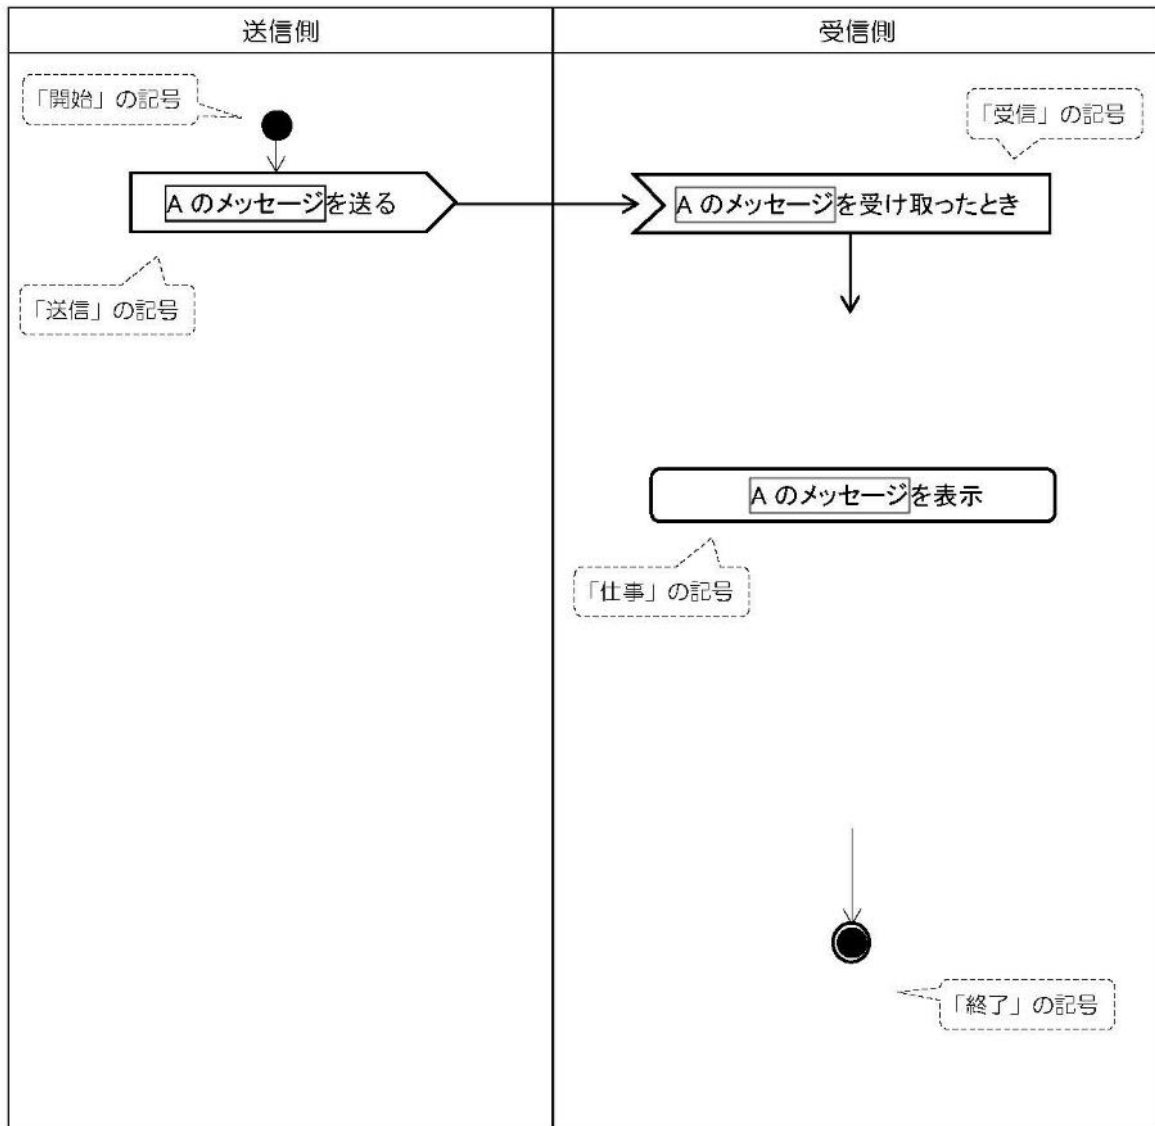 送信側
受信側
「開始」の記号
「受信」の記号
A のメッセージを送る
A のメッセージを受け取ったとき
「送信」の記号
A のメッセージを表示
「仕事」の記号
「終了」の記号